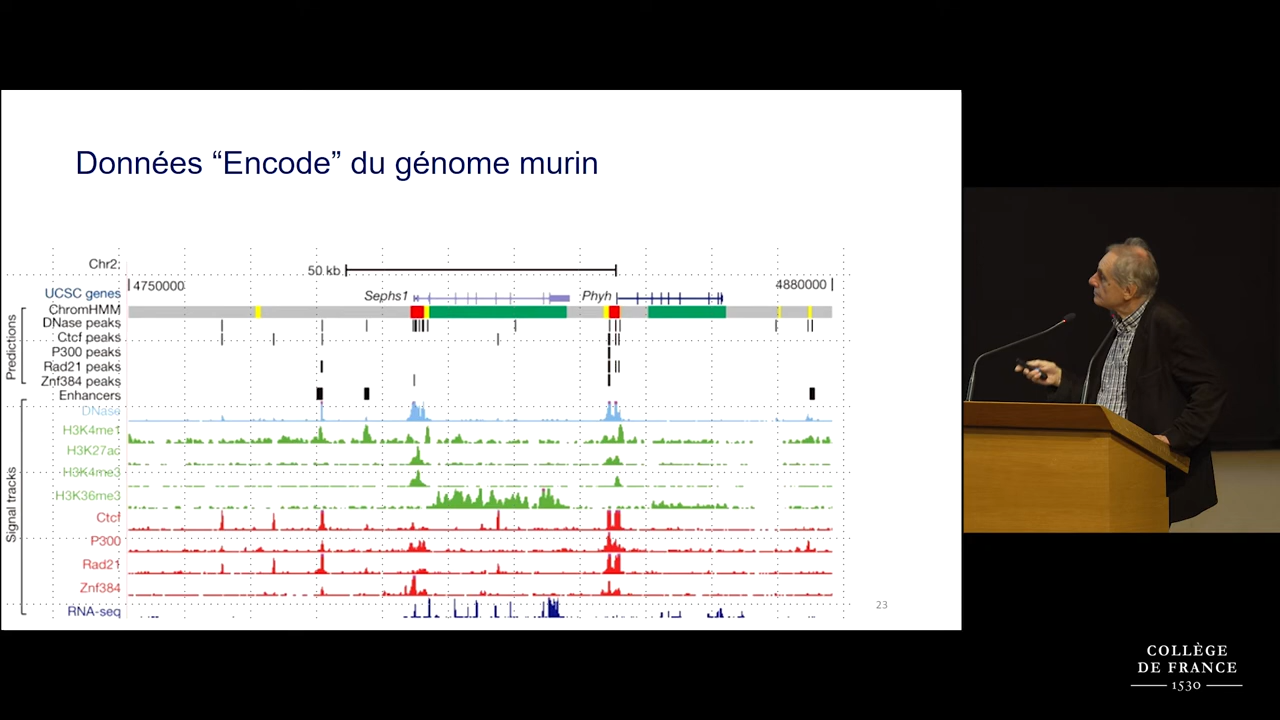 Données “Encode” du génome murin
Chr2:
50 kb
4750000
4880000
UCSC genes
Sephs1
Phyh
Predictions
ChromHMM
DNase peaks
Ctcf peaks
P300 peaks
Rad21 peaks
Znf384 peaks
Enhancers
Signal tracks
DNase
H3K4me1
H3K27ac
H3K4me3
H3K36me3
Ctcf
P300
Rad21
Znf384
RNA-seq
23
COLLÈGE
DE FRANCE
1530